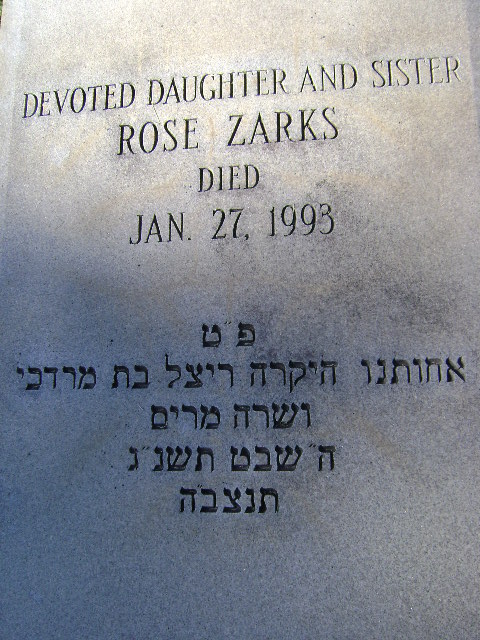 DEVOTED DAUGHTER AND SISTER
ROSE ZARKS
DIED
JAN. 27, 1993
פ״ט
אחותנו היקרה ריצל בת מרדכי
ושרה מרים
ה״ שבט תשנ״ג
תנצבה